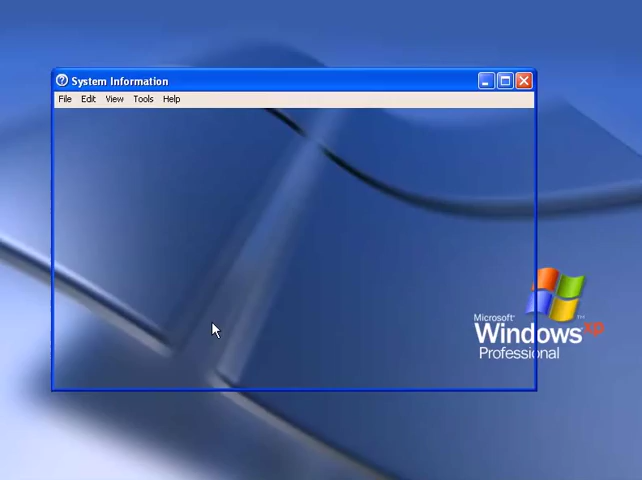 System Information
File Edit View Tools Help
Microsoft
Windows xp
Professional